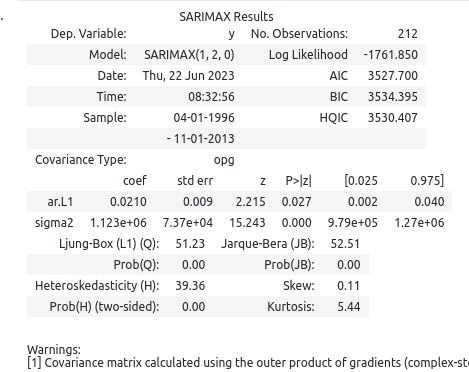 SARIMAX Results
Dep. Variable: y No. Observations: 212
Model: SARIMAX(1, 2, 0) Log Likelihood -1761.850
Date: Thu, 22 Jun 2023 AIC 3527.700
Time: 08:32:56 BIC 3534.395
Sample: 04-01-1996 HQIC 3530.407
- 11-01-2013
Covariance Type: opg
coef std err z P>|z| [0.025 0.975]
ar.L1 0.0210 0.009 2.215 0.027 0.002 0.040
sigma2 1.123e+06 7.37e+04 15.243 0.000 9.79e+05 1.27e+06
Ljung-Box (L1) (Q): 51.23 Jarque-Bera (JB): 52.51
Prob(Q): 0.00 Prob(JB): 0.00
Heteroskedasticity (H): 39.36 Skew: 0.11
Prob(H) (two-sided): 0.00 Kurtosis: 5.44
Warnings:
[1] Covariance matrix calculated using the outer product of gradients (complex-st